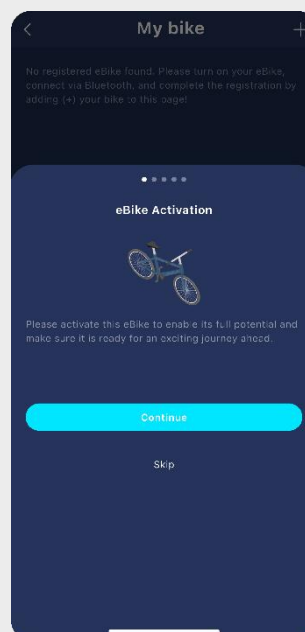 My bike
No registered eBike found. Please turn on your eBike,
connect via Bluetooth, and complete the registration by
adding (+) your bike to this page!
eBike Activation
Please activate this eBike to enable its full potential and
make sure it is ready for an exciting journey ahead.
Continue
Skip